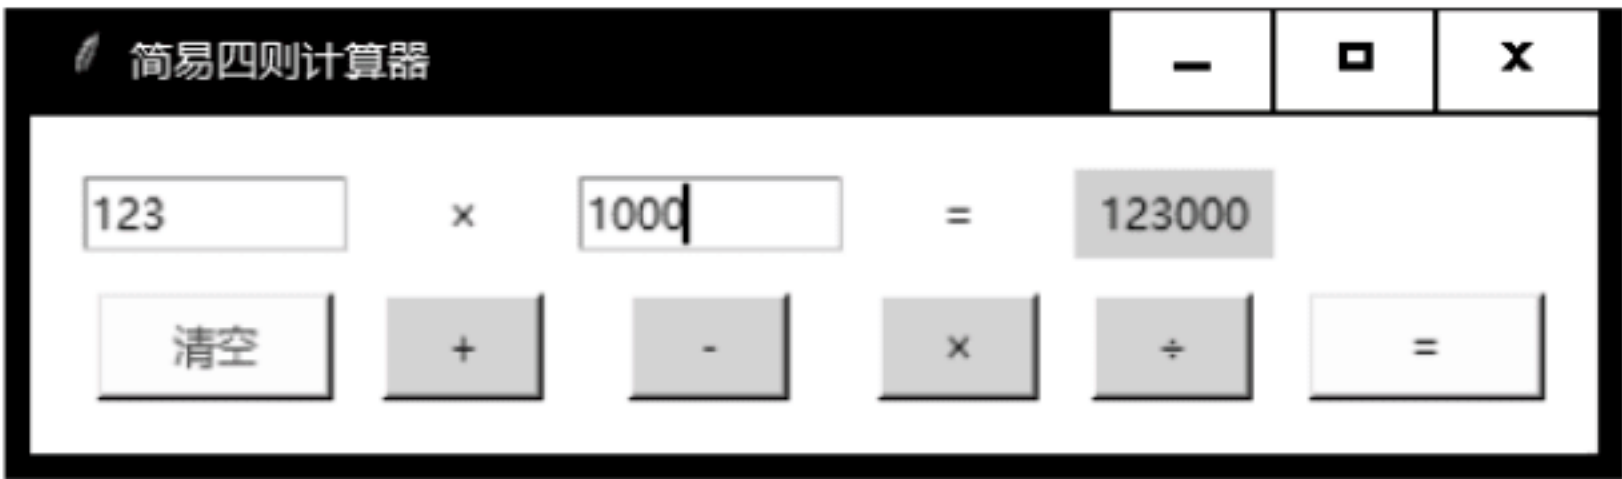 简易四则计算器
123 × 1000 = 123000
清空 + - × ÷ =